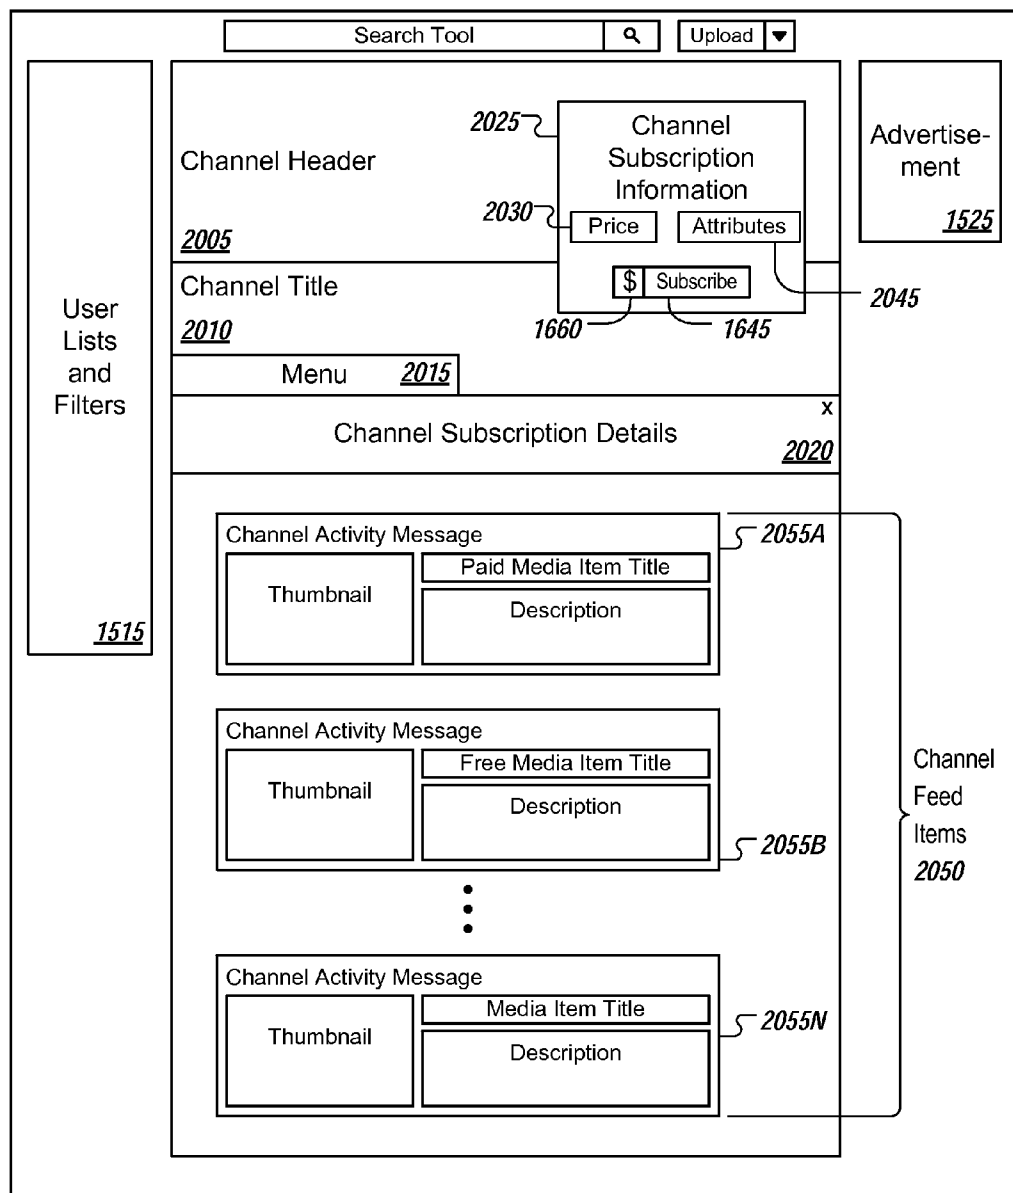 Search Tool
Upload
User
Lists
and
Filters
1515
Channel Header
2005
2025
Channel
Subscription
Information
2030
Price
Attributes
$
Subscribe
1660
1645
2045
Advertise-
ment
1525
Channel Title
2010
Menu
2015
x
Channel Subscription Details
2020
Channel Activity Message
Thumbnail
Paid Media Item Title
Description
2055A
Channel Activity Message
Thumbnail
Free Media Item Title
Description
2055B
Channel Activity Message
Thumbnail
Media Item Title
Description
2055N
Channel
Feed
Items
2050